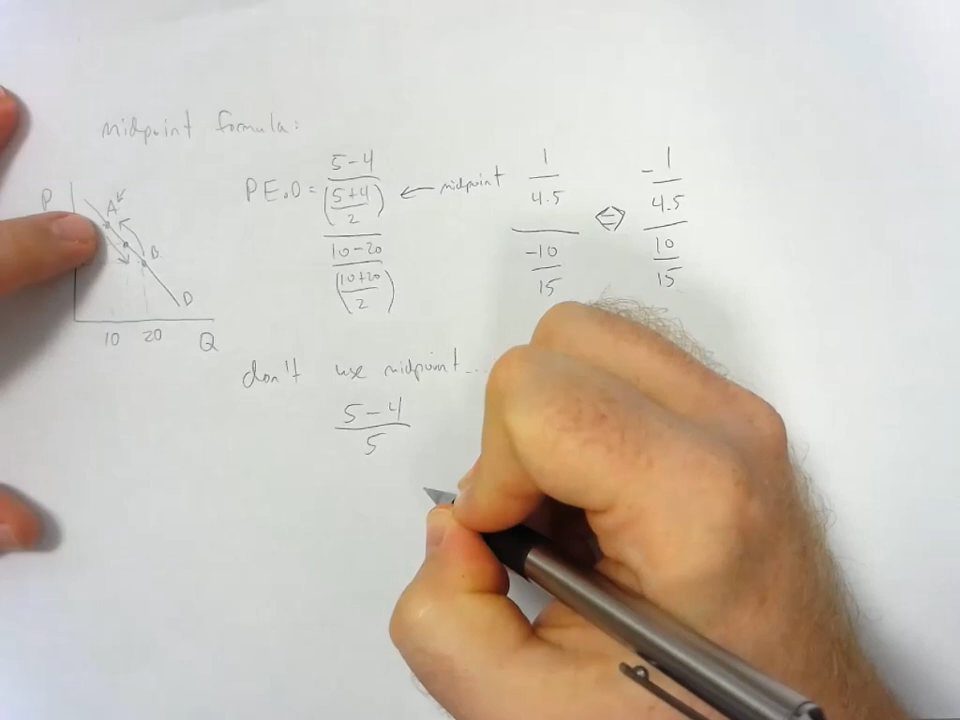 midpoint formula:
P
A
B
D
10 20 Q
PE.D =
5-4
(5+4
2)
10-20
(10+20
2)
← midpoint
1
4.5
-10
15
⇔
- 1
4.5
10
15
don't use midpoint...
5-4
5